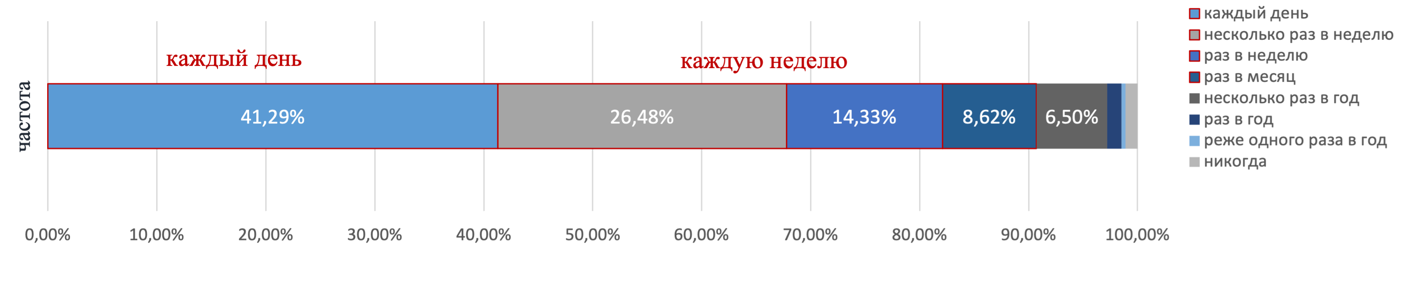 каждый день
каждую неделю
частота
41,29%
26,48%
14,33%
8,62%
6,50%
0,00%
10,00%
20,00%
30,00%
40,00%
50,00%
60,00%
70,00%
80,00%
90,00%
100,00%
каждый день
несколько раз в неделю
раз в неделю
раз в месяц
несколько раз в год
раз в год
реже одного раза в год
никогда